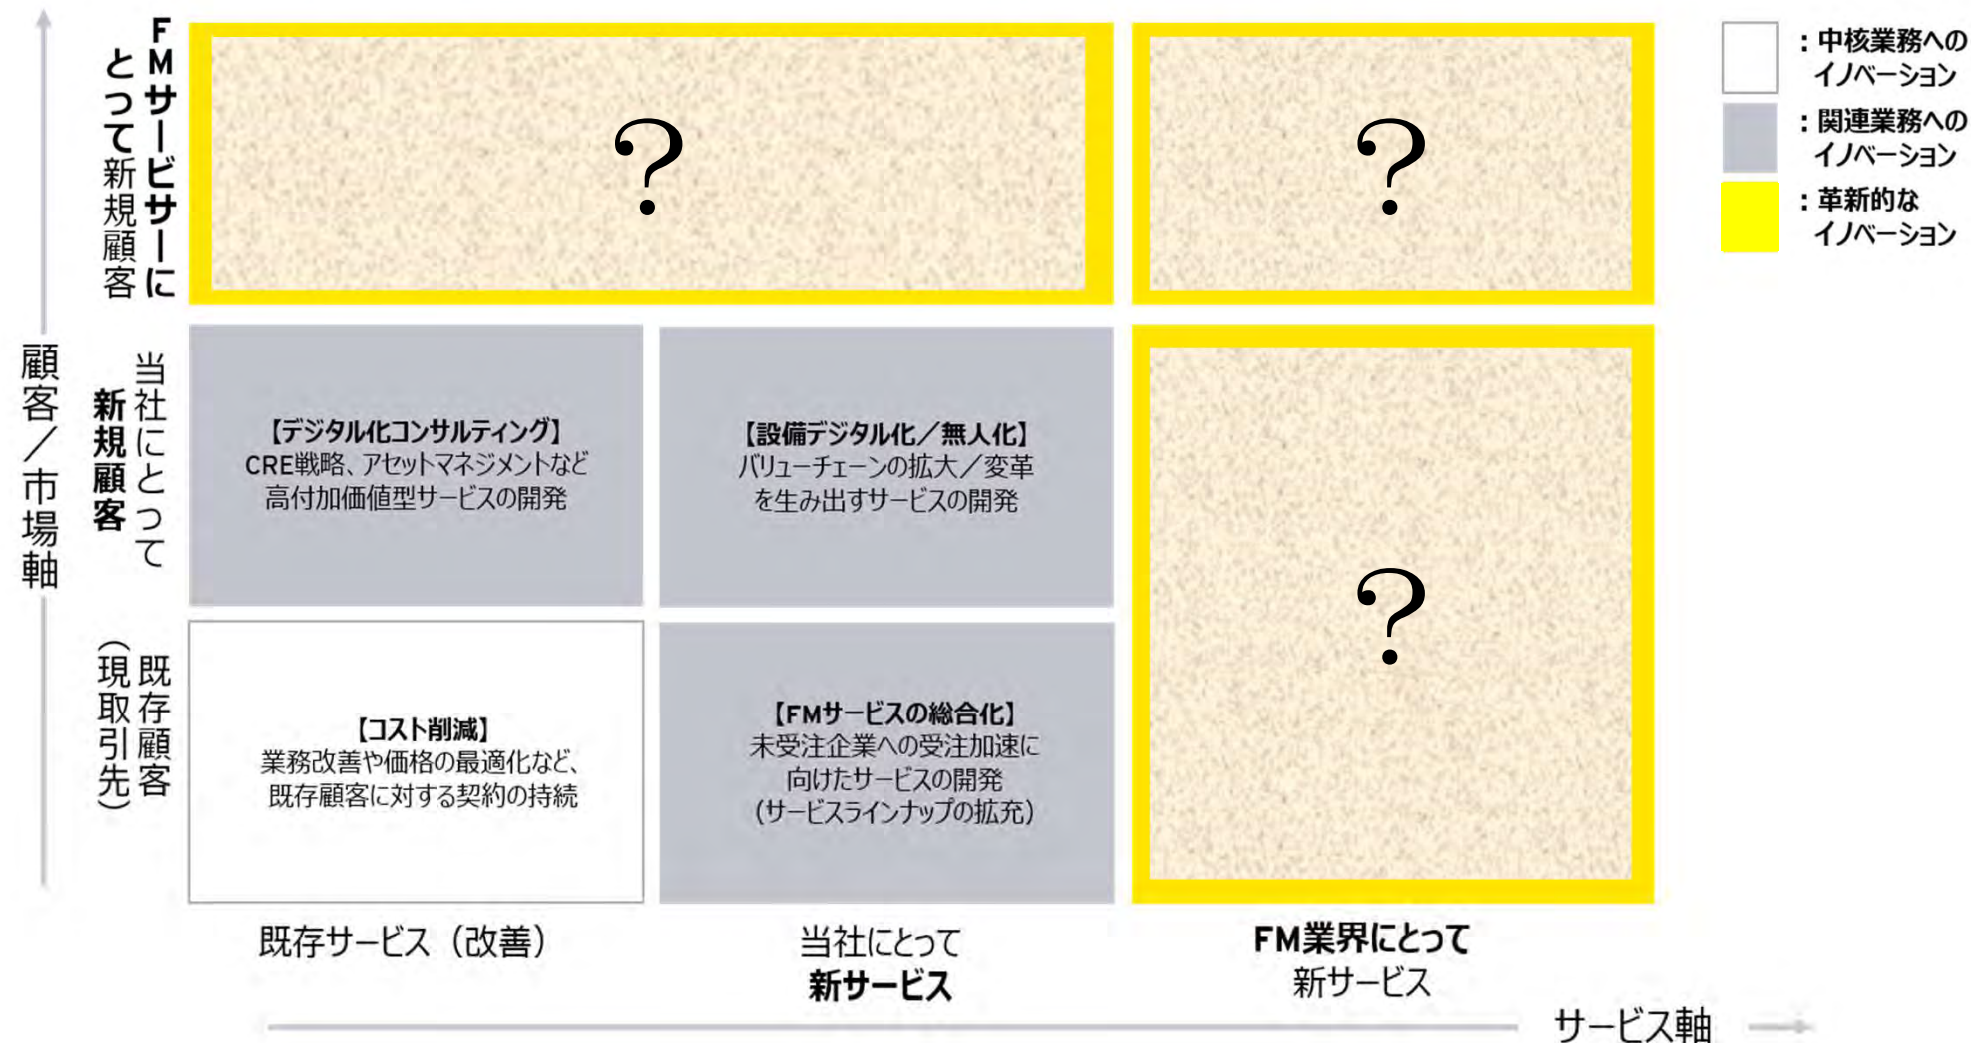 FMサービサーに
とって新規顧客
?
?
：中核業務への
イノベーション
：関連業務への
イノベーション
：革新的な
イノベーション
顧客／市場軸
当社にとって
新規顧客
【デジタル化コンサルティング】
CRE戦略、アセットマネジメントなど
高付加価値型サービスの開発
【設備デジタル化／無人化】
バリューチェーンの拡大／変革
を生み出すサービスの開発
?
既存顧客
（現取引先）
【コスト削減】
業務改善や価格の最適化など、
既存顧客に対する契約の持続
【FMサービスの総合化】
未受注企業への受注加速に
向けたサービスの開発
(サービスラインナップの拡充)
既存サービス（改善）
当社にとって
新サービス
FM業界にとって
新サービス
サービス軸